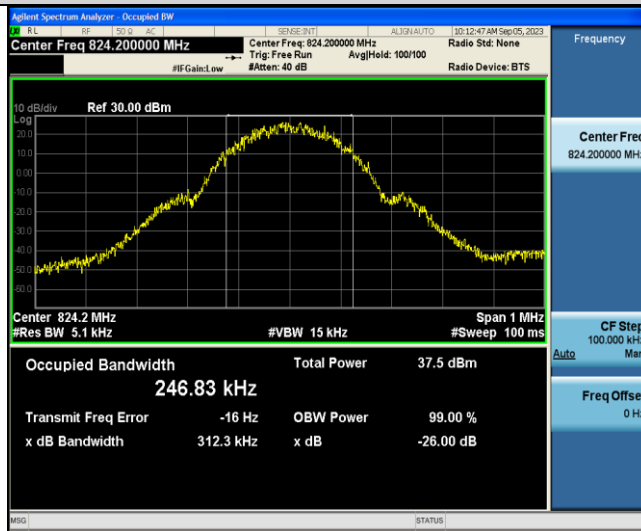 Agilent Spectrum Analyzer - Occupied BW
RL RF 50 Ω AC SENSE:INT ALIGN AUTO 10:12:47 AM Sep 05, 2023
Center Freq 824.200000 MHz
Center Freq: 824.200000 MHz
Radio Std: None
Trig: Free Run Avg|Hold: 100/100
#IFGain:Low #Atten: 40 dB Radio Device: BTS
10 dB/div Ref 30.00 dBm
Log
20.0
10.0
0.00
-10.0
-20.0
-30.0
-40.0
-50.0
-60.0
Center 824.2 MHz Span 1 MHz
#Res BW 5.1 kHz #VBW 15 kHz #Sweep 100 ms
Occupied Bandwidth Total Power 37.5 dBm
246.83 kHz
Transmit Freq Error -16 Hz OBW Power 99.00 %
x dB Bandwidth 312.3 kHz x dB -26.00 dB
MSG STATUS
Frequency
Center Freq
824.200000 MHz
CF Step
100.000 kHz
Auto Man
Freq Offset
0 Hz